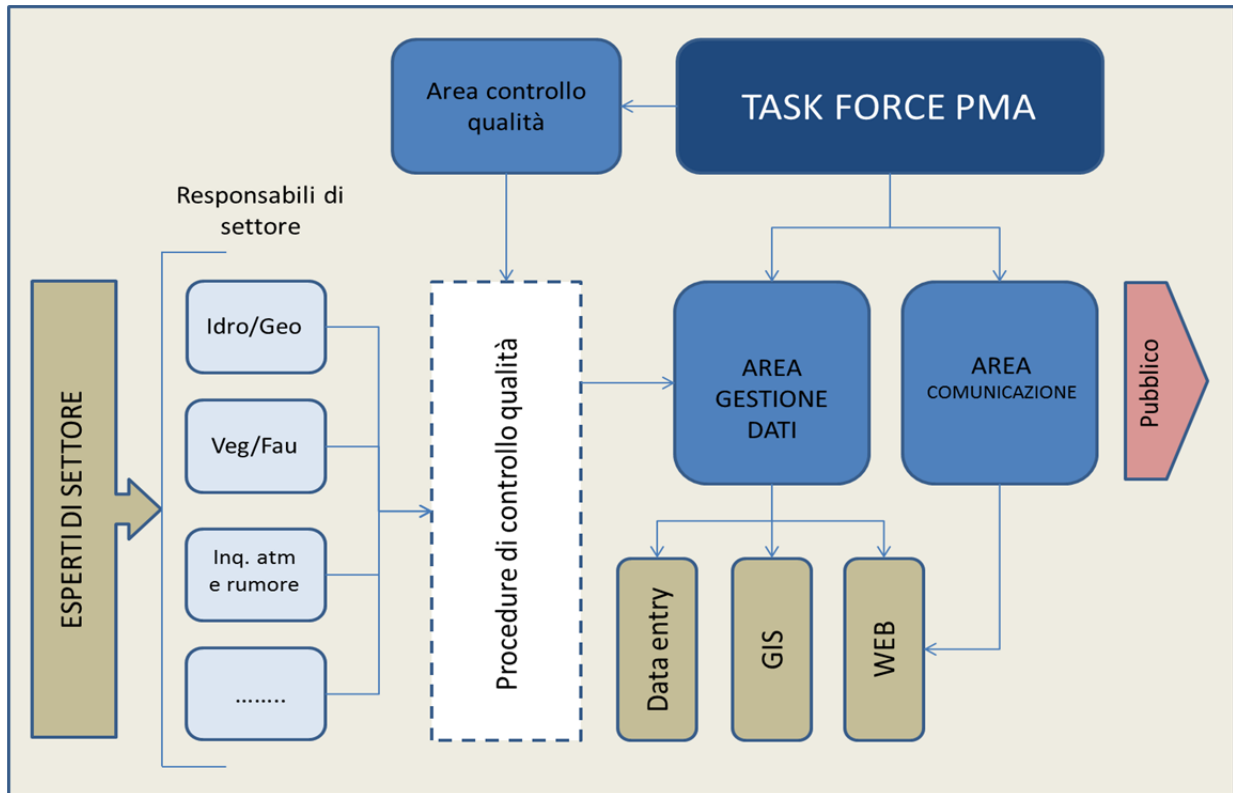 Area controllo
qualità
TASK FORCE PMA
Responsabili di
settore
ESPERTI DI SETTORE
Idro/Geo
Veg/Fau
Inq. atm
e rumore
........
Procedure di controllo qualità
AREA
GESTIONE
DATI
AREA
COMUNICAZIONE
Pubblico
Data entry
GIS
WEB